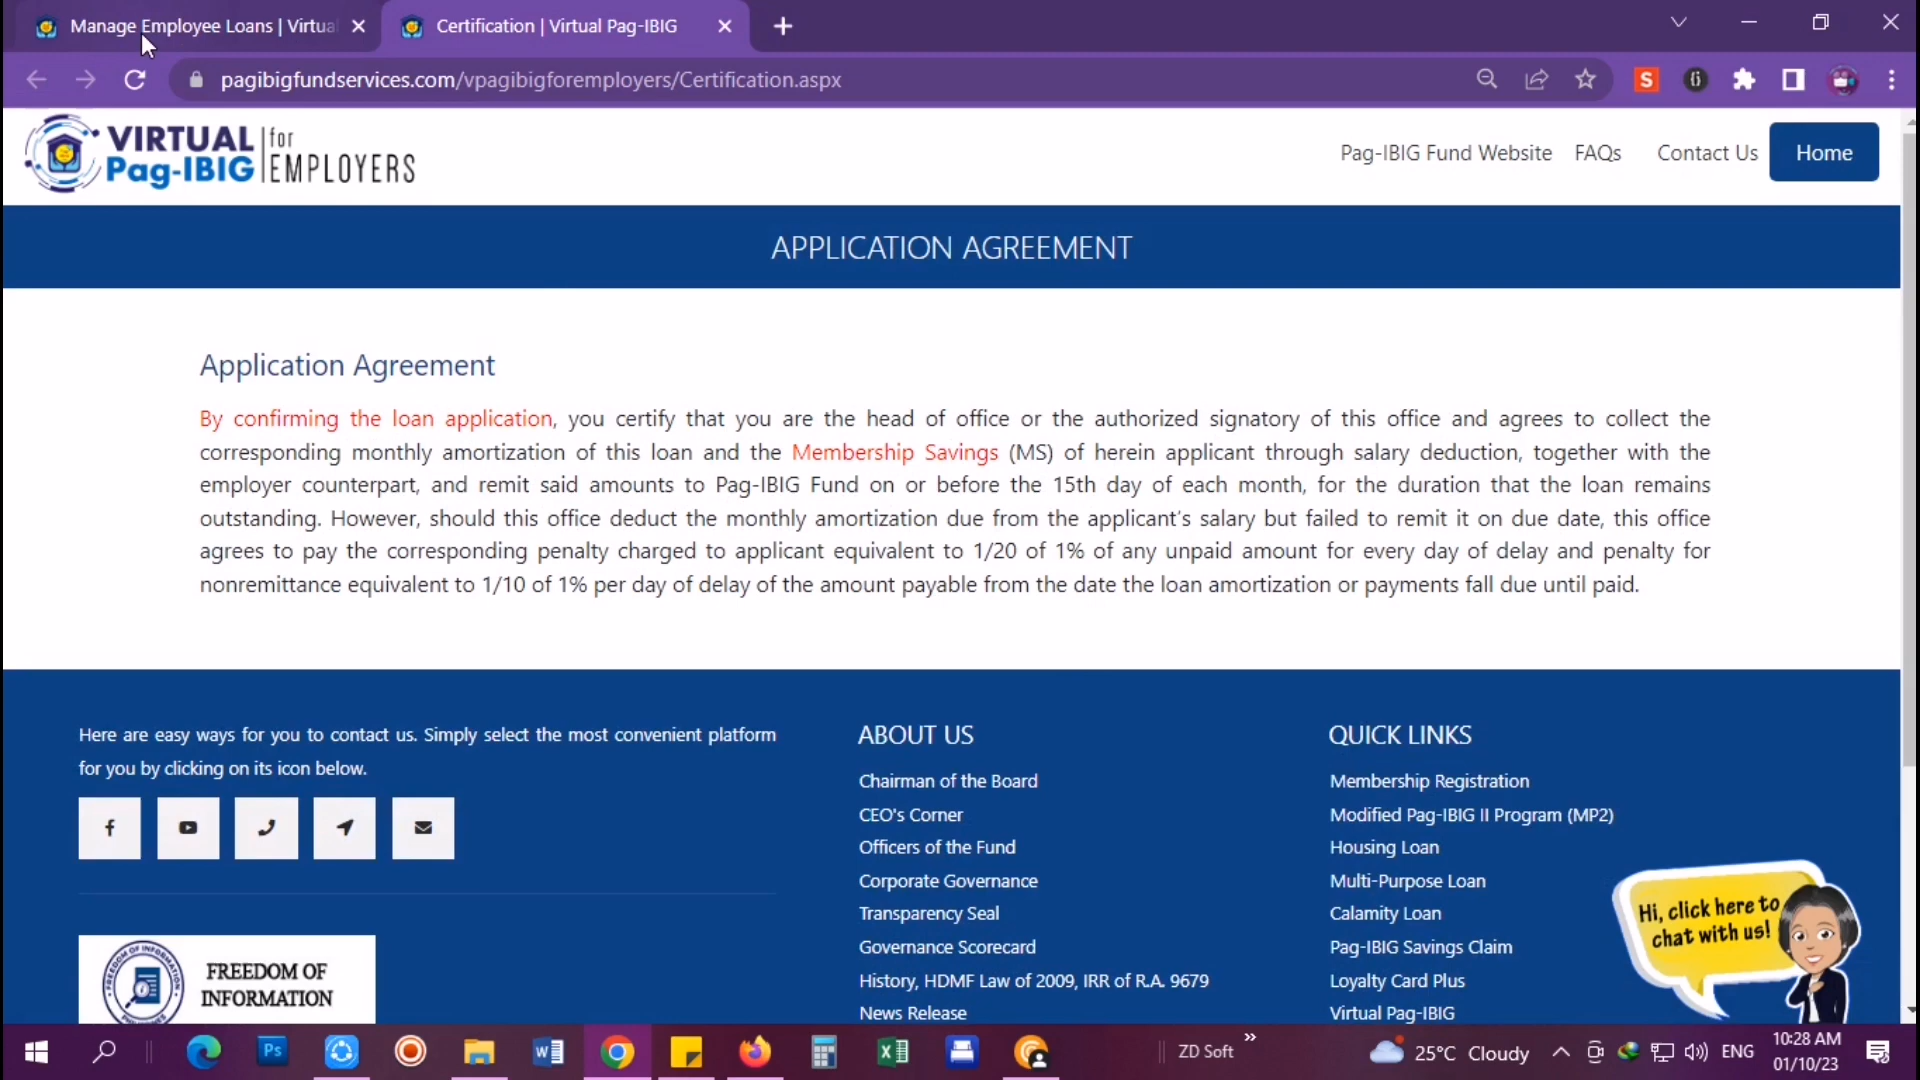 Manage Employee Loans | Virtua
Certification | Virtual Pag-IBIG
pagibigfundservices.com/vpagibigforemployers/Certification.aspx
VIRTUAL Pag-IBIG for EMPLOYERS
Pag-IBIG Fund Website
FAQs
Contact Us
Home
APPLICATION AGREEMENT
Application Agreement
By confirming the loan application, you certify that you are the head of office or the authorized signatory of this office and agrees to collect the
corresponding monthly amortization of this loan and the Membership Savings (MS) of herein applicant through salary deduction, together with the
employer counterpart, and remit said amounts to Pag-IBIG Fund on or before the 15th day of each month, for the duration that the loan remains
outstanding. However, should this office deduct the monthly amortization due from the applicant's salary but failed to remit it on due date, this office
agrees to pay the corresponding penalty charged to applicant equivalent to 1/20 of 1% of any unpaid amount for every day of delay and penalty for
nonremittance equivalent to 1/10 of 1% per day of delay of the amount payable from the date the loan amortization or payments fall due until paid.
Here are easy ways for you to contact us. Simply select the most convenient platform
for you by clicking on its icon below.
FREEDOM OF
INFORMATION
ABOUT US
Chairman of the Board
CEO's Corner
Officers of the Fund
Corporate Governance
Transparency Seal
Governance Scorecard
History, HDMF Law of 2009, IRR of R.A. 9679
News Release
QUICK LINKS
Membership Registration
Modified Pag-IBIG II Program (MP2)
Housing Loan
Multi-Purpose Loan
Calamity Loan
Pag-IBIG Savings Claim
Loyalty Card Plus
Virtual Pag-IBIG
Hi, click here to
chat with us!
ZD Soft
25°C Cloudy
ENG
10:28 AM
01/10/23